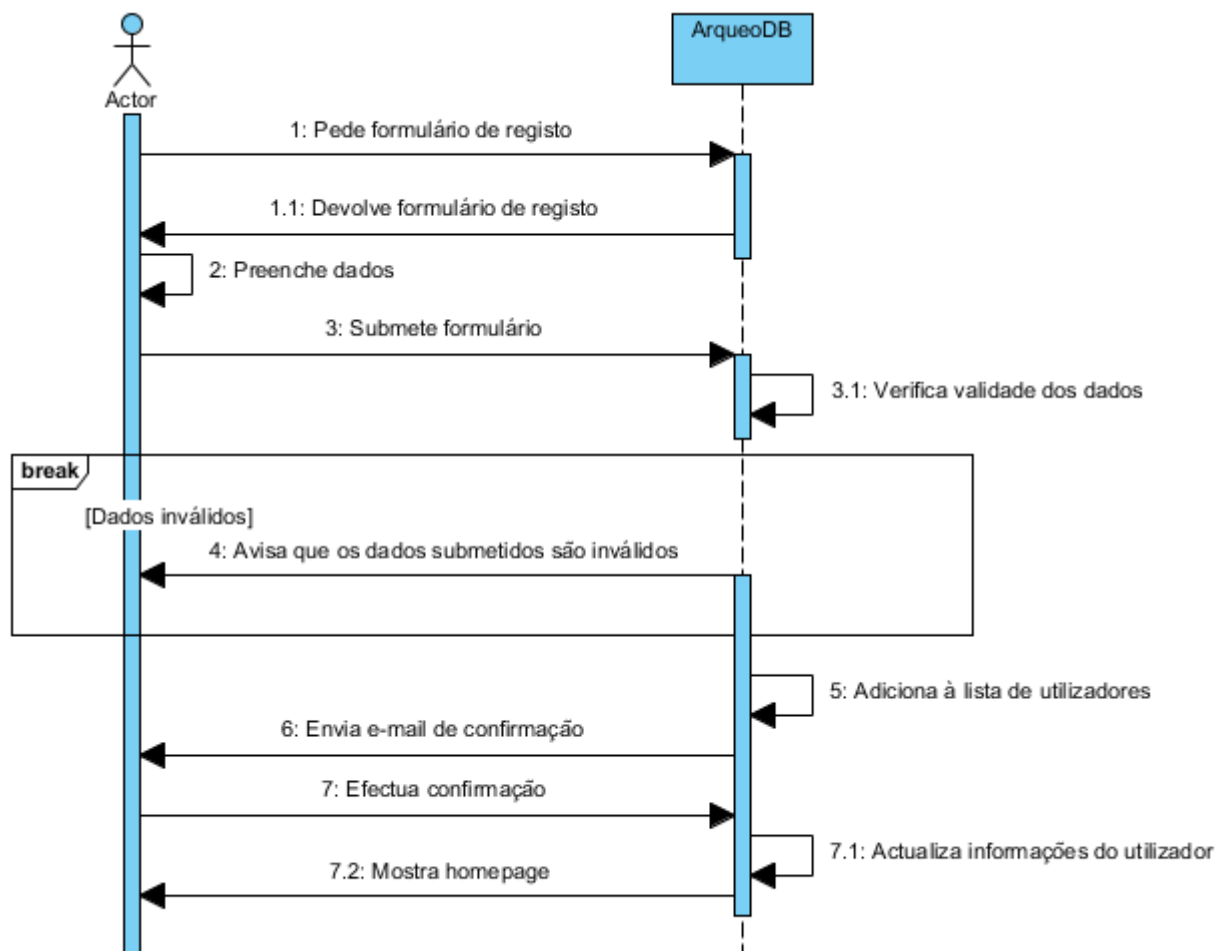 ArqueoDB
Actor
1: Pede formulário de registo
1.1: Devolve formulário de registo
2: Preenche dados
3: Submete formulário
3.1: Verifica validade dos dados
break
[Dados inválidos]
4: Avisa que os dados submetidos são inválidos
5: Adiciona à lista de utilizadores
6: Envia e-mail de confirmação
7: Efectua confirmação
7.1: Actualiza informações do utilizador
7.2: Mostra homepage